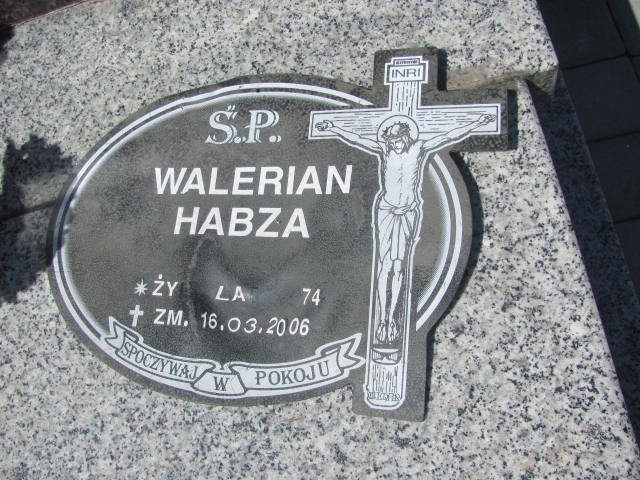 INRI
Ś.P.
WALERIAN
HABZA
ŻY LA 74
ZM. 16.03.2006
SPOCZYWAJ W POKOJU